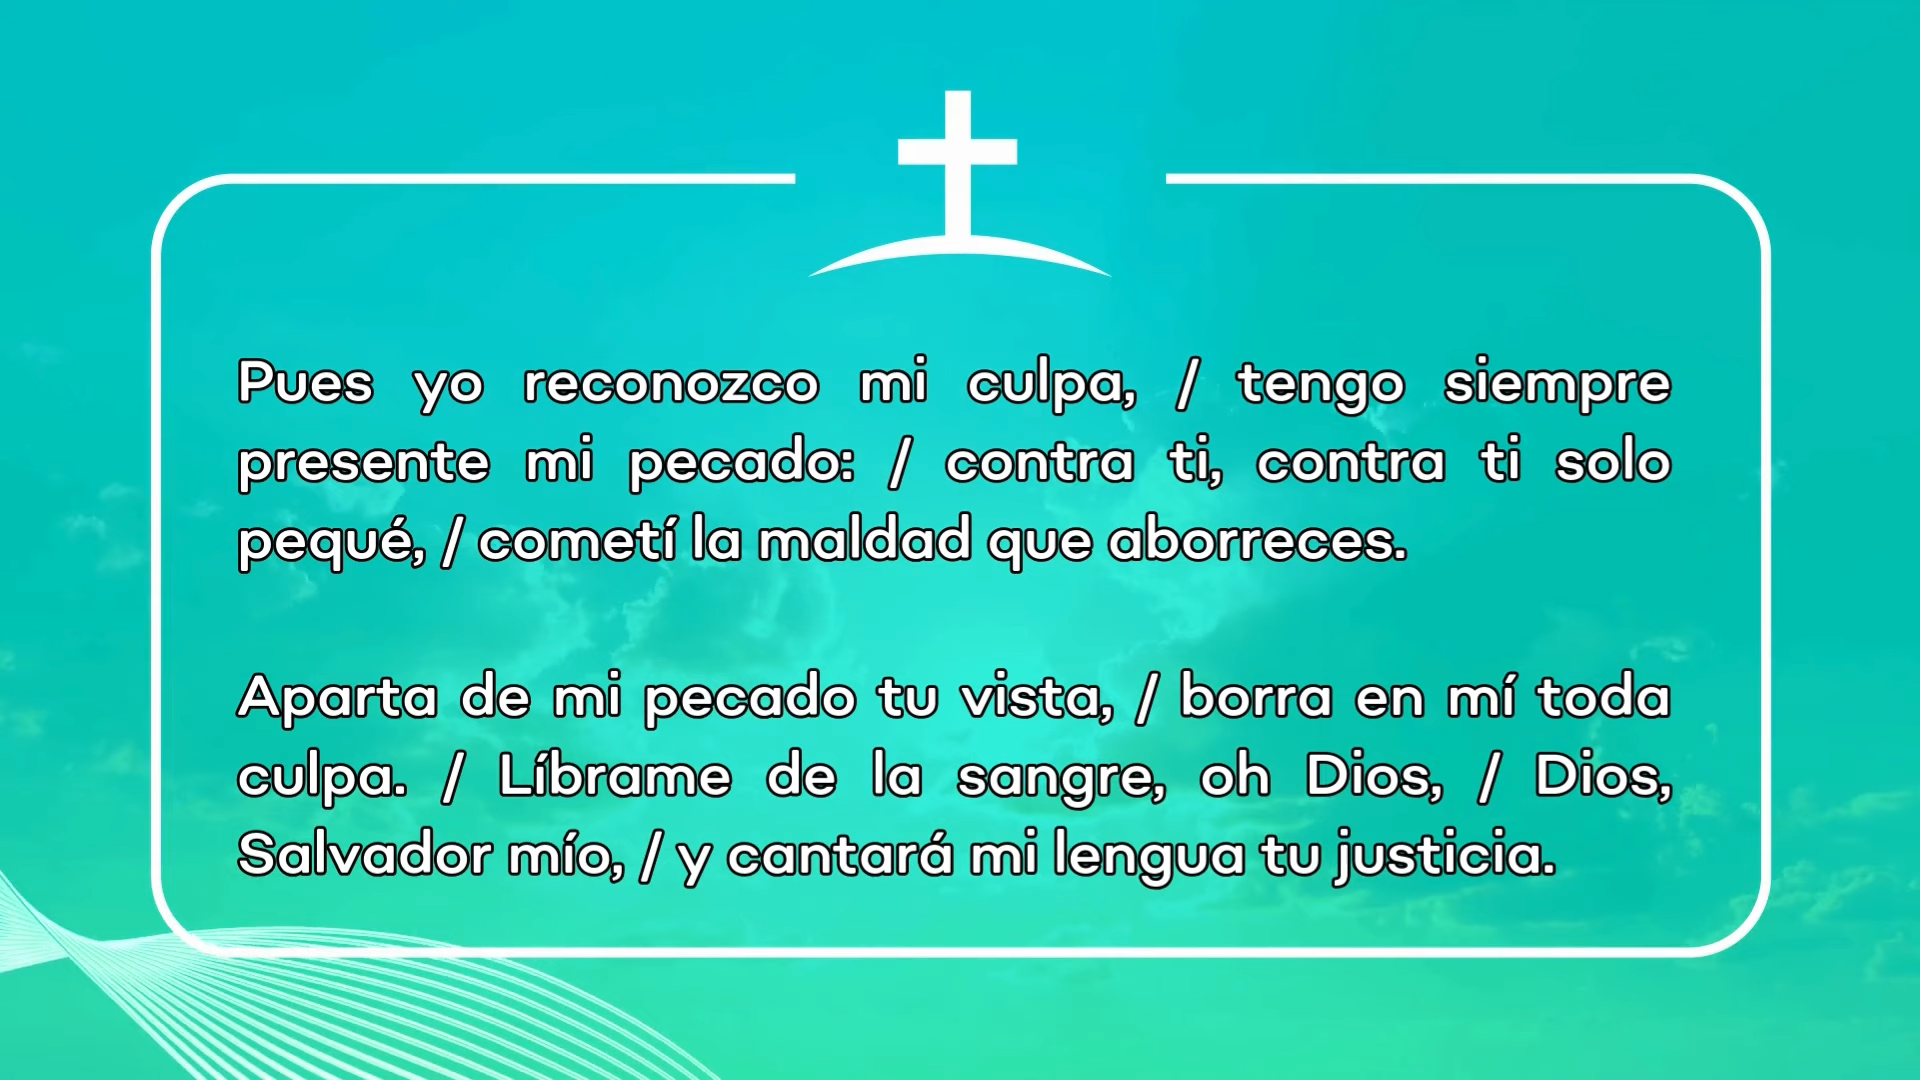 Pues yo reconozco mi culpa, / tengo siempre
presente mi pecado: / contra ti, contra ti solo
pequé, / cometí la maldad que aborreces.
Aparta de mi pecado tu vista, / borra en mí toda
culpa. / Líbrame de la sangre, oh Dios, / Dios,
Salvador mío, / y cantará mi lengua tu justicia.